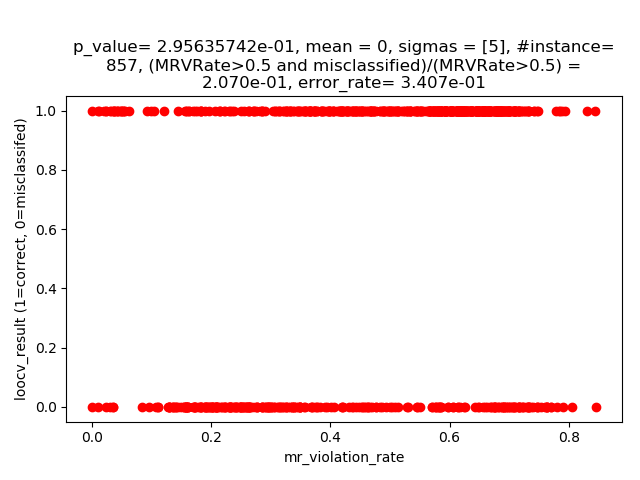 p_value= 2.95635742e-01, mean = 0, sigmas = [5], #instance=
857, (MRVRate>0.5 and misclassified)/(MRVRate>0.5) =
2.070e-01, error_rate= 3.407e-01
loocv_result (1=correct, 0=misclassifed)
1.0
0.8
0.6
0.4
0.2
0.0
0.0 0.2 0.4 0.6 0.8
mr_violation_rate